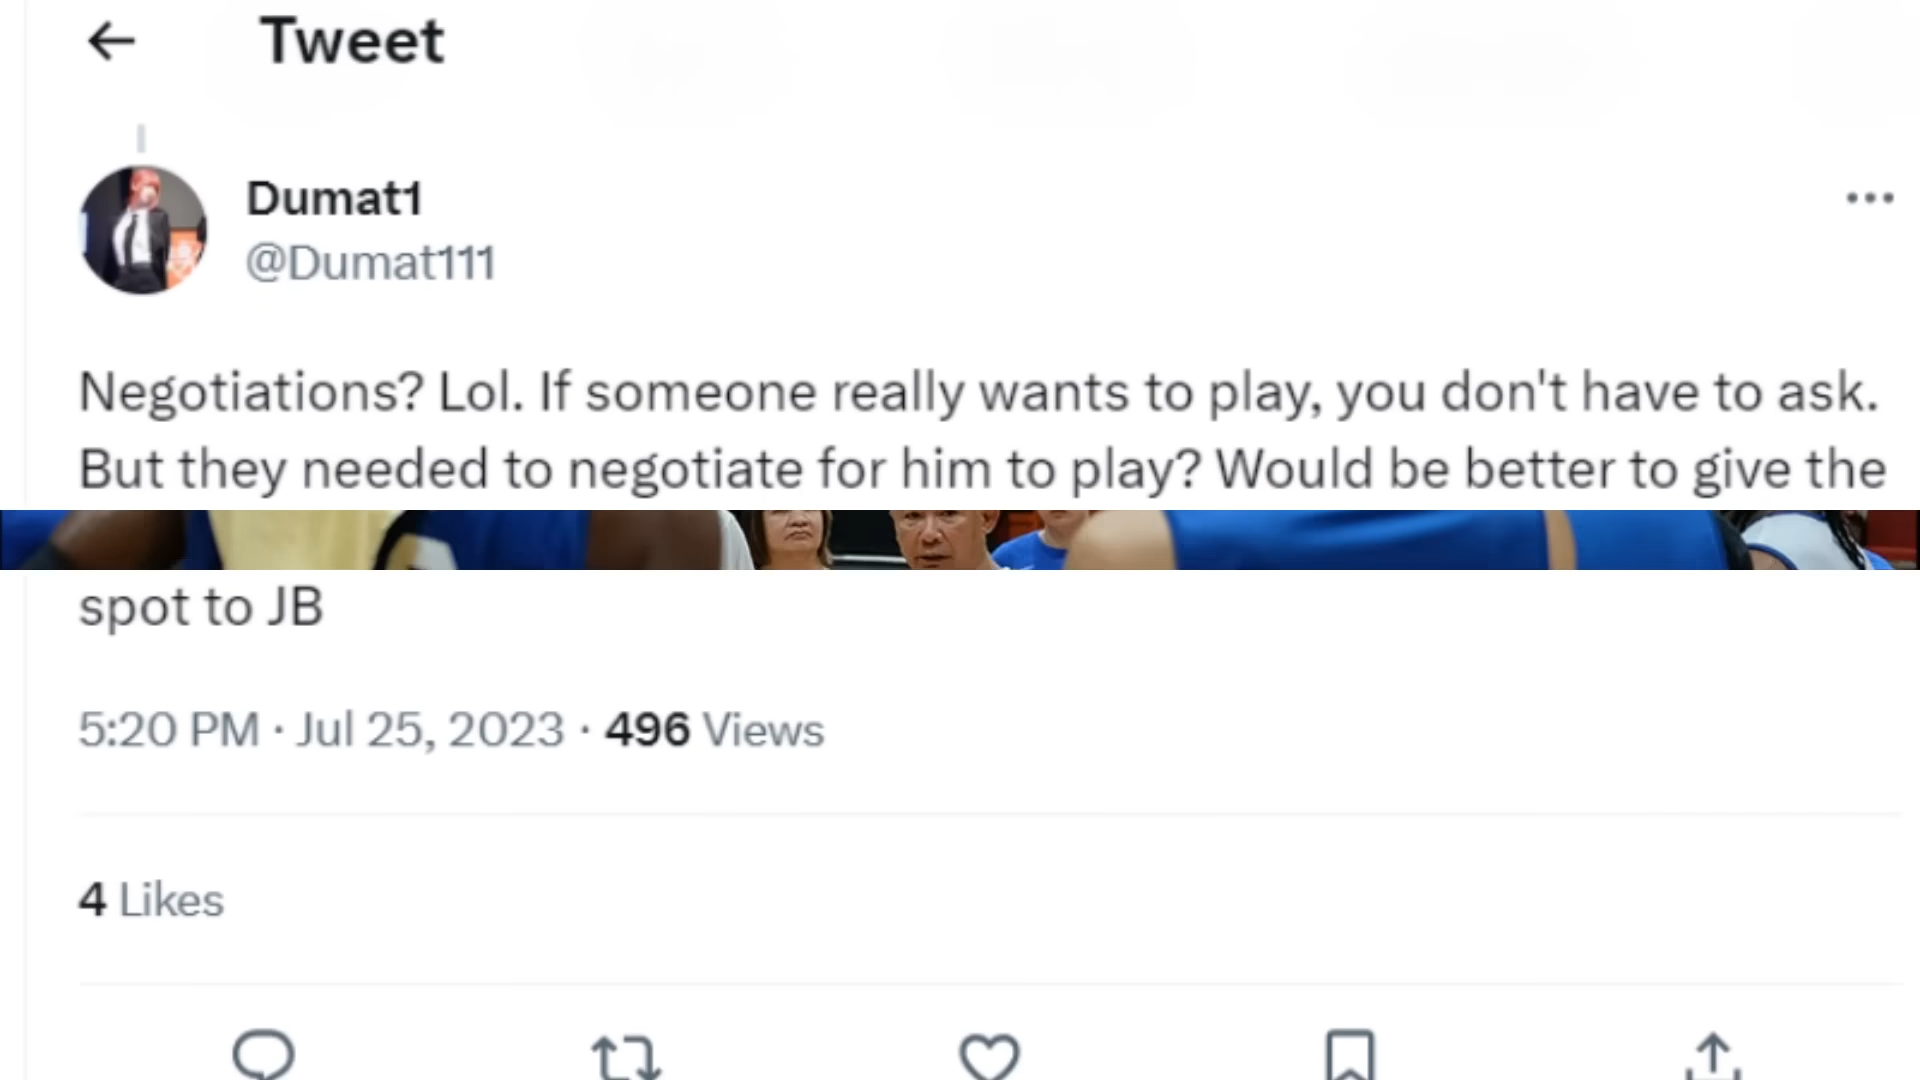 Tweet
Dumat1
@Dumat111
Negotiations? Lol. If someone really wants to play, you don't have to ask.
But they needed to negotiate for him to play? Would be better to give the
spot to JB
5:20 PM · Jul 25, 2023 · 496 Views
4 Likes